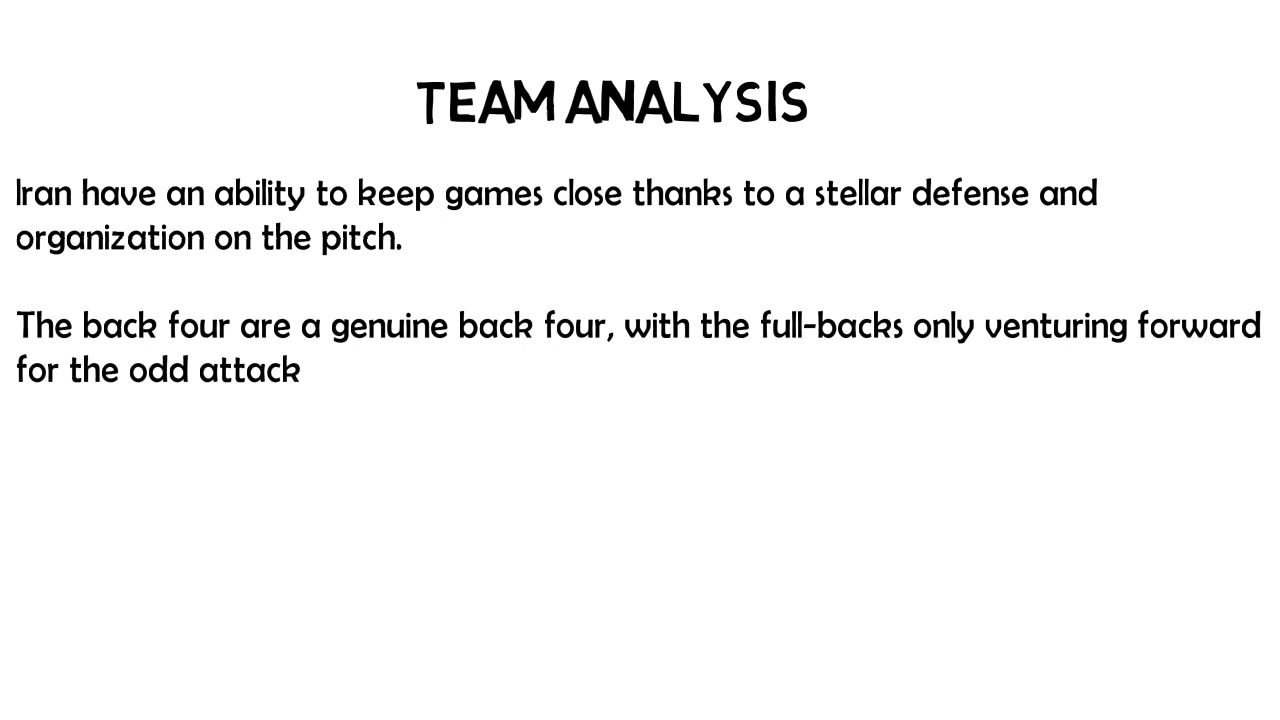 TEAM ANALYSIS
Iran have an ability to keep games close thanks to a stellar defense and
organization on the pitch.
The back four are a genuine back four, with the full-backs only venturing forward
for the odd attack